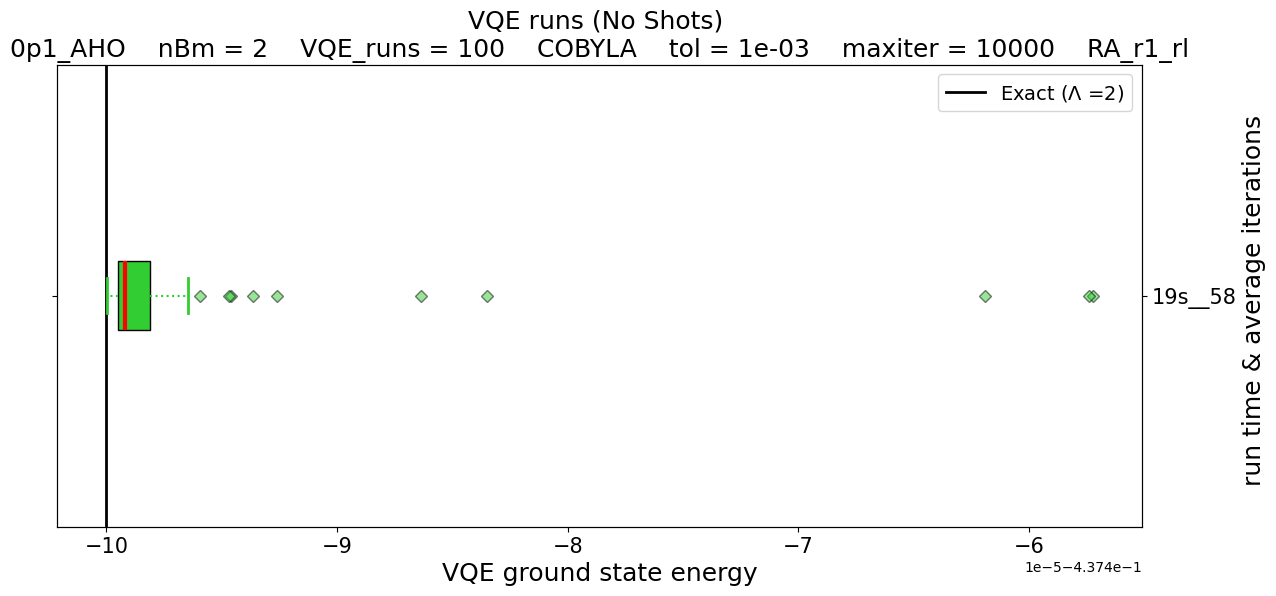 VQE runs (No Shots)
0p1_AHO nBm = 2 VQE_runs = 100 COBYLA tol = 1e-03 maxiter = 10000 RA_r1_rl
Exact (Λ =2)
19s__58
run time & average iterations
−10 −9 −8 −7 −6
1e−5−4.374e−1
VQE ground state energy